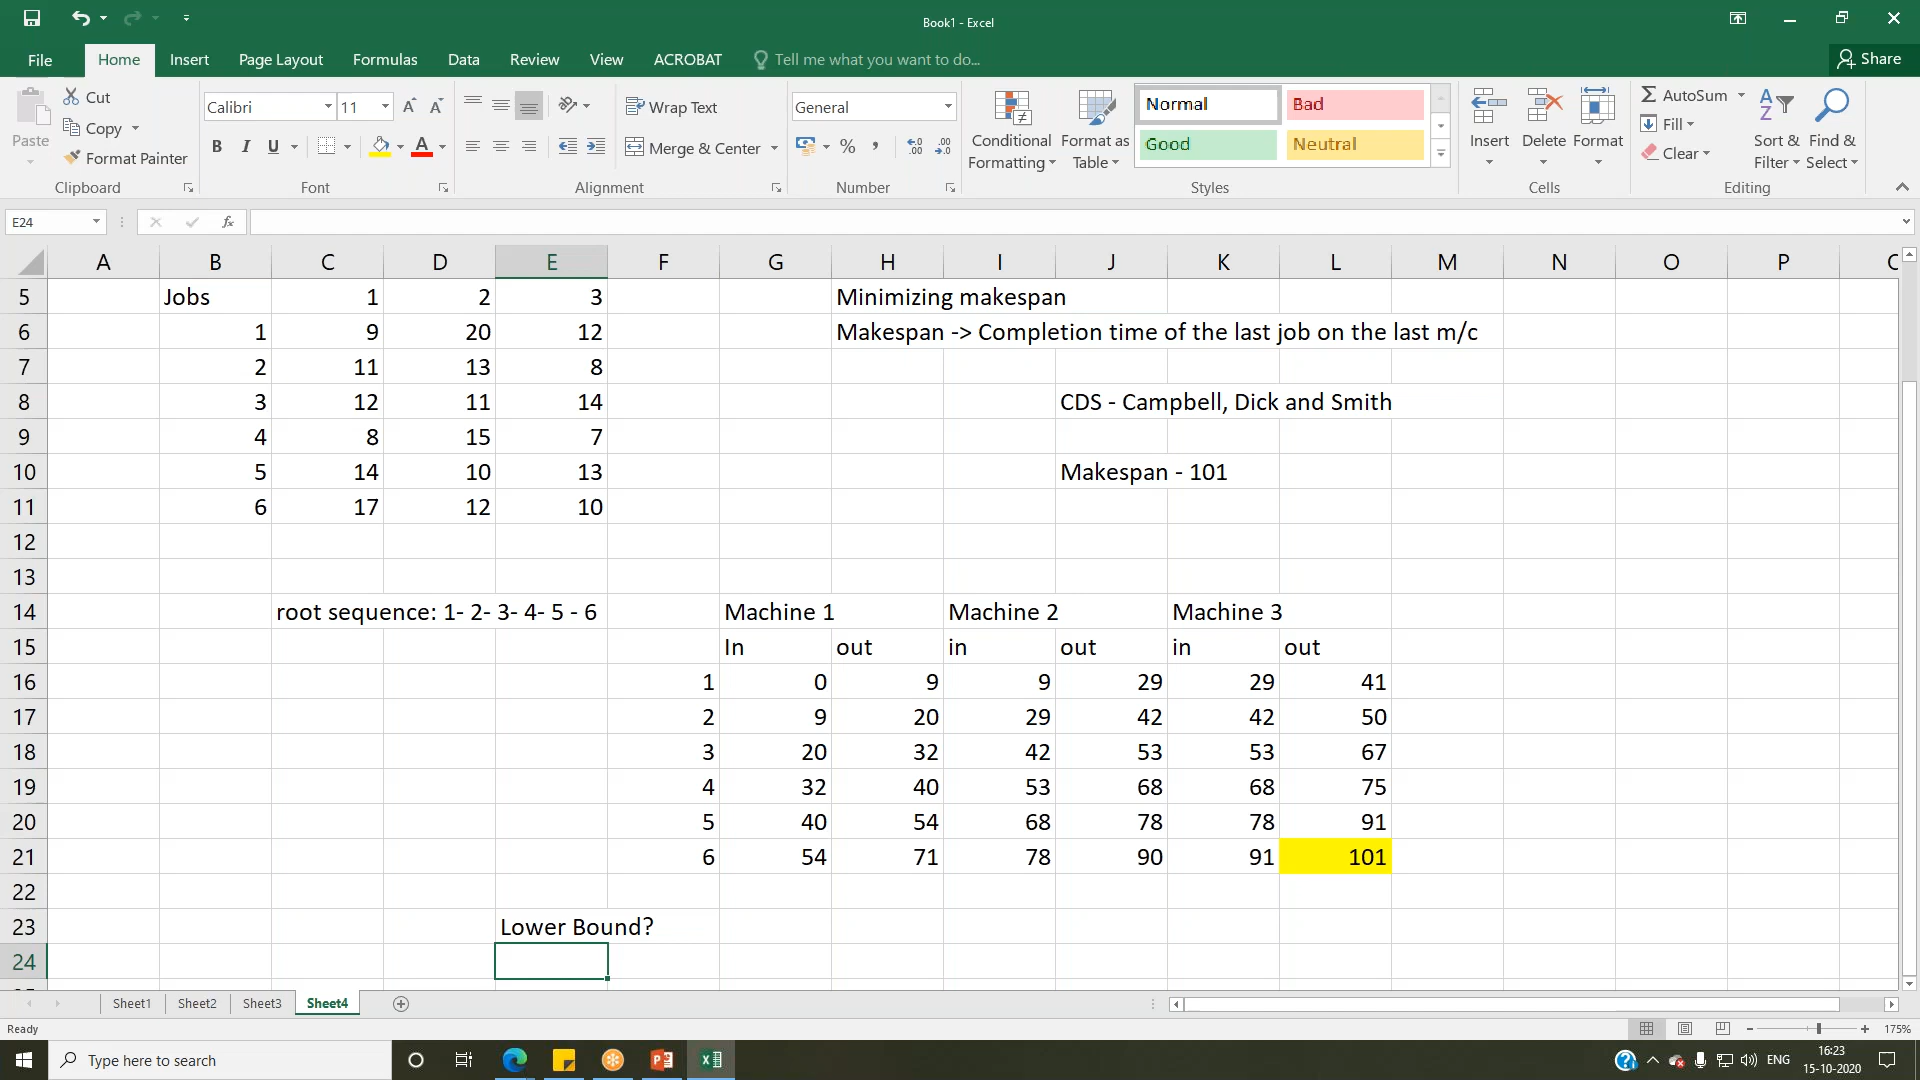 Book1 - Excel
File Home Insert Page Layout Formulas Data Review View ACROBAT Tell me what you want to do... Share
Paste Cut Copy Format Painter Clipboard
Calibri 11 A A B I U A Font
Wrap Text Merge & Center Alignment
General % , .0 .00 .00 .0 Number
Conditional Formatting Format as Table Normal Bad Good Neutral Styles
Insert Delete Format Cells
AutoSum Fill Clear Sort & Filter Find & Select Editing
E24 fx
A B C D E F G H I J K L M N O P
5 Jobs 1 2 3 Minimizing makespan
6 1 9 20 12 Makespan -> Completion time of the last job on the last m/c
7 2 11 13 8
8 3 12 11 14 CDS - Campbell, Dick and Smith
9 4 8 15 7
10 5 14 10 13 Makespan - 101
11 6 17 12 10
12
13
14 root sequence: 1- 2- 3- 4- 5 - 6 Machine 1 Machine 2 Machine 3
15 In out in out in out
16 1 0 9 9 29 29 41
17 2 9 20 29 42 42 50
18 3 20 32 42 53 53 67
19 4 32 40 53 68 68 75
20 5 40 54 68 78 78 91
21 6 54 71 78 90 91 101
22
23 Lower Bound?
24
Sheet1 Sheet2 Sheet3 Sheet4
Ready 175%
Type here to search ENG 16:23
15-10-2020